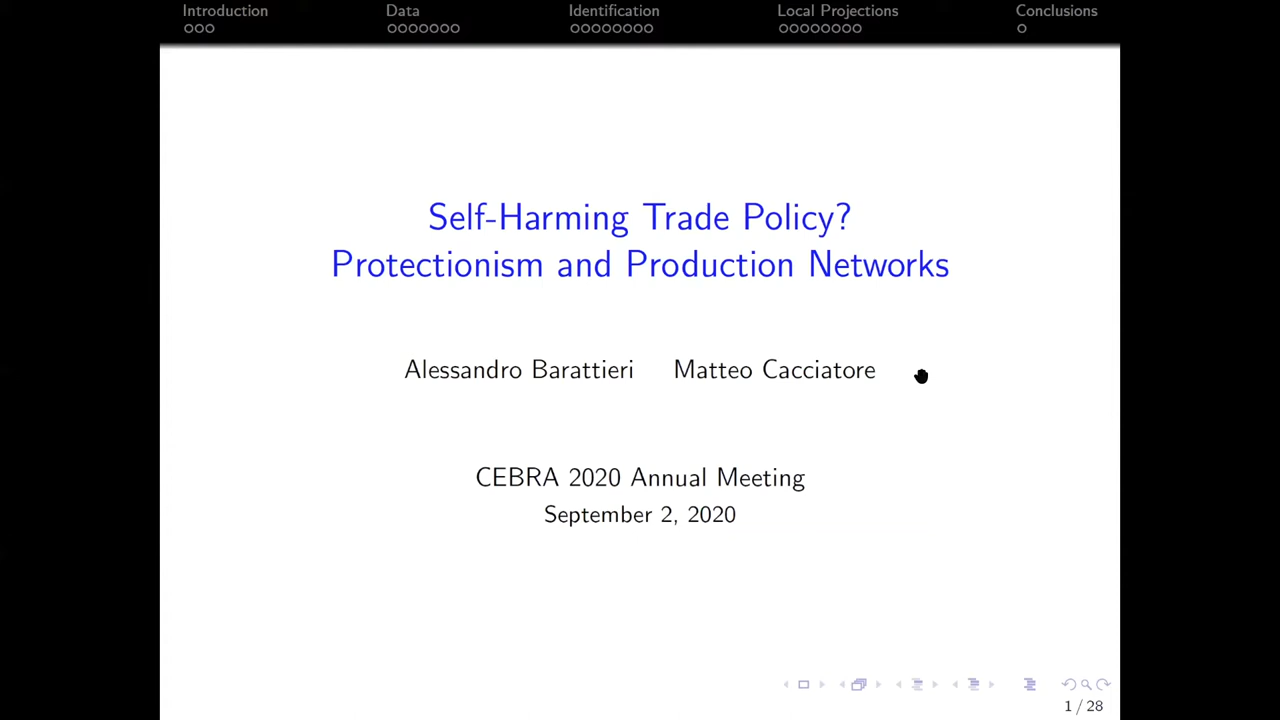 Introduction Data Identification Local Projections Conclusions
Self-Harming Trade Policy?
Protectionism and Production Networks
Alessandro Barattieri Matteo Cacciatore
CEBRA 2020 Annual Meeting
September 2, 2020
1 / 28